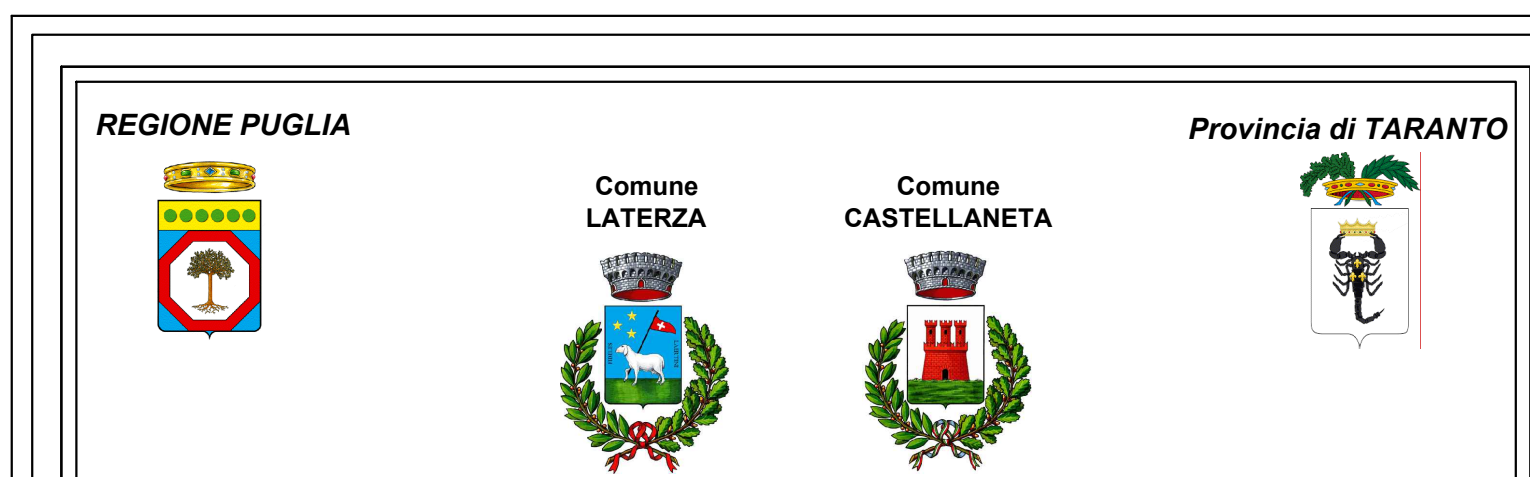 REGIONE PUGLIA
Provincia di TARANTO
Comune
LATERZA
Comune
CASTELLANETA